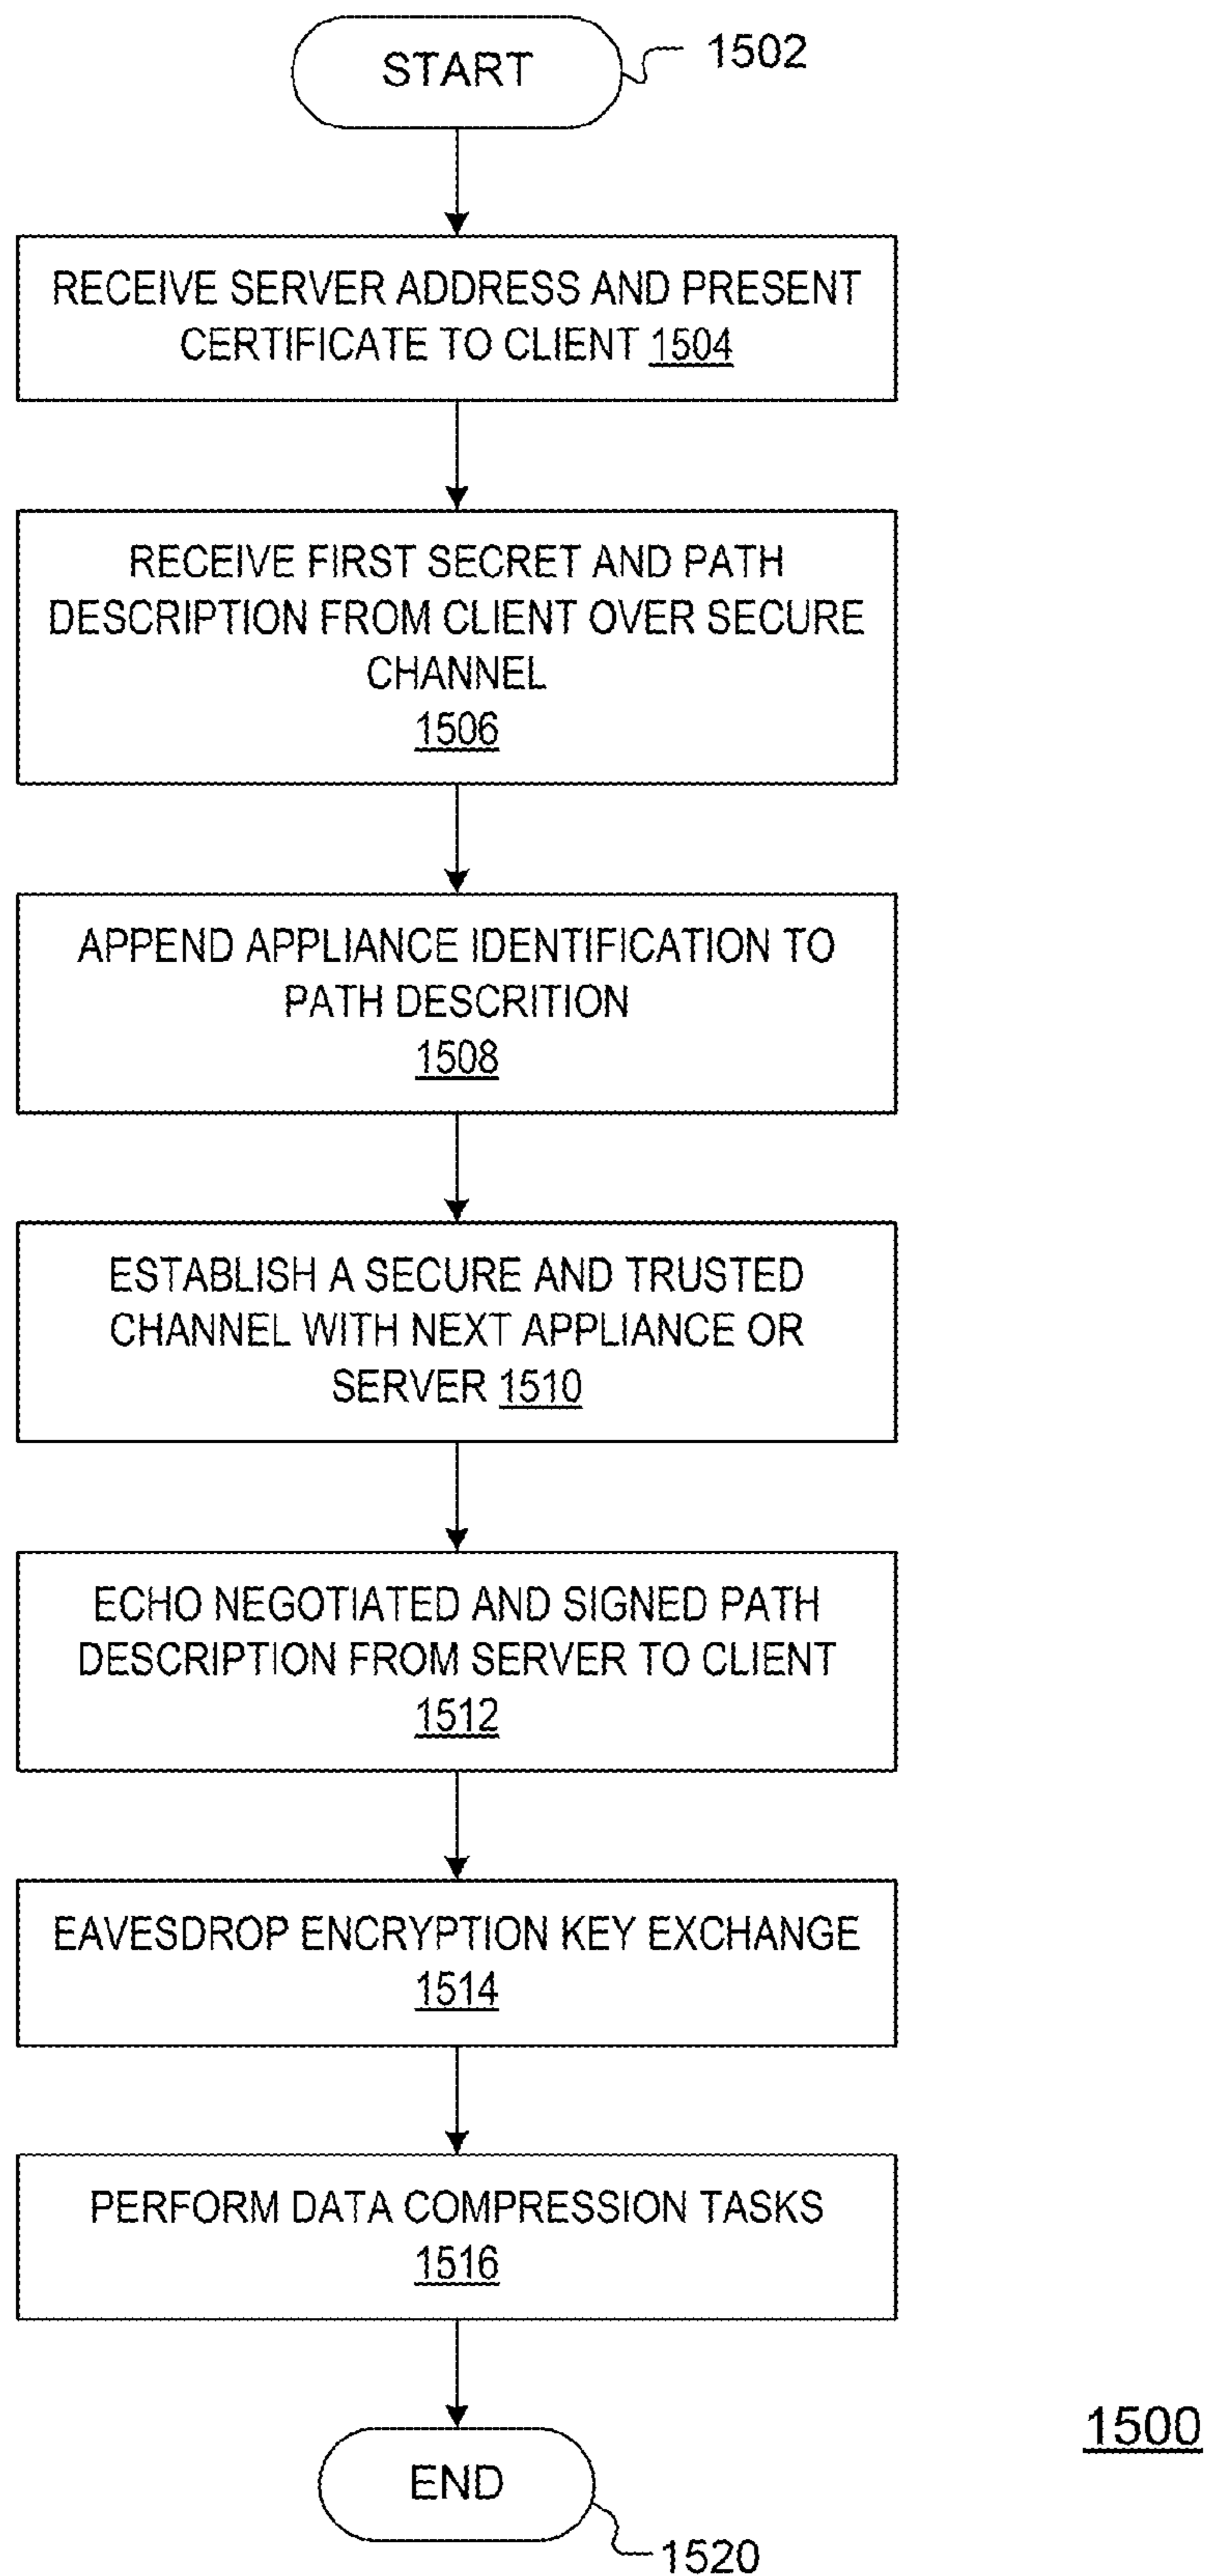 START
1502
RECEIVE SERVER ADDRESS AND PRESENT
CERTIFICATE TO CLIENT 1504
RECEIVE FIRST SECRET AND PATH
DESCRIPTION FROM CLIENT OVER SECURE
CHANNEL
1506
APPEND APPLIANCE IDENTIFICATION TO
PATH DESCRITION
1508
ESTABLISH A SECURE AND TRUSTED
CHANNEL WITH NEXT APPLIANCE OR
SERVER 1510
ECHO NEGOTIATED AND SIGNED PATH
DESCRIPTION FROM SERVER TO CLIENT
1512
EAVESDROP ENCRYPTION KEY EXCHANGE
1514
PERFORM DATA COMPRESSION TASKS
1516
1500
END
1520